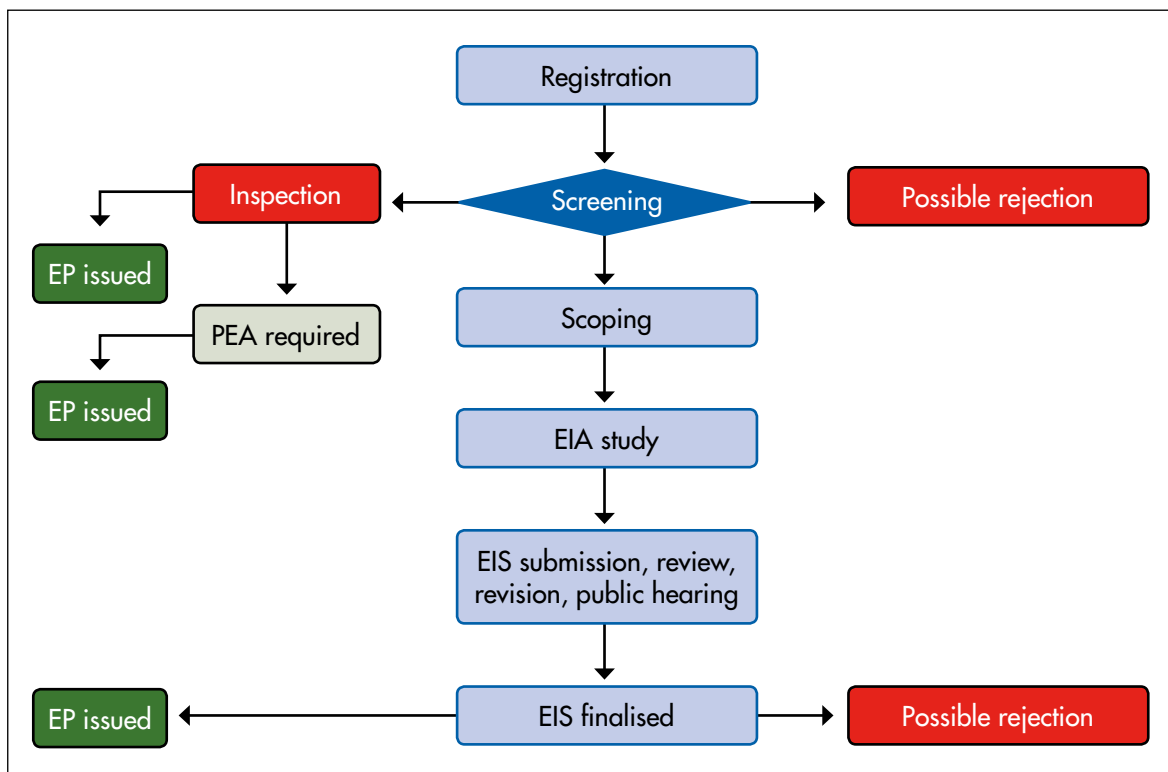 Registration
Inspection
Screening
Possible rejection
EP issued
Scoping
PEA required
EP issued
EIA study
EIS submission, review,
revision, public hearing
EP issued
EIS finalised
Possible rejection